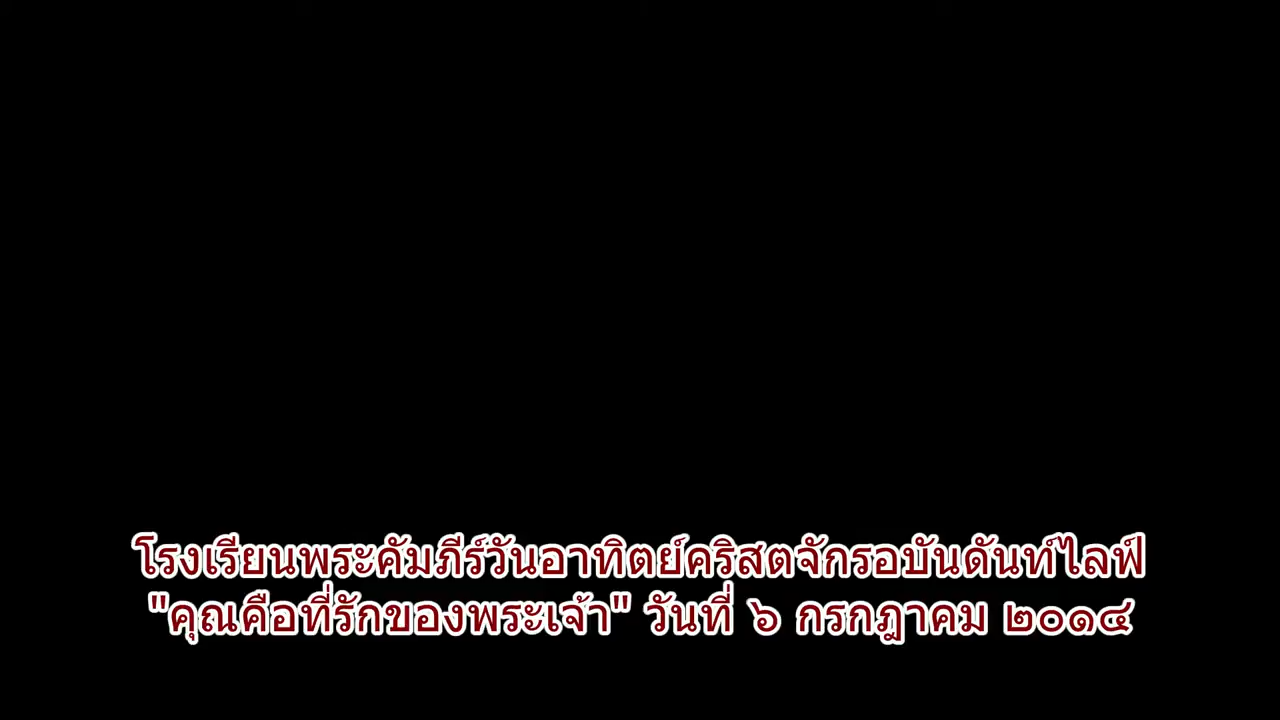 โรงเรียนพระคัมภีร์วันอาทิตย์คริสตจักรอบันดันท์ไลฟ์
"คุณคือที่รักของพระเจ้า" วันที่ ๖ กรกฎาคม ๒๐๑๔